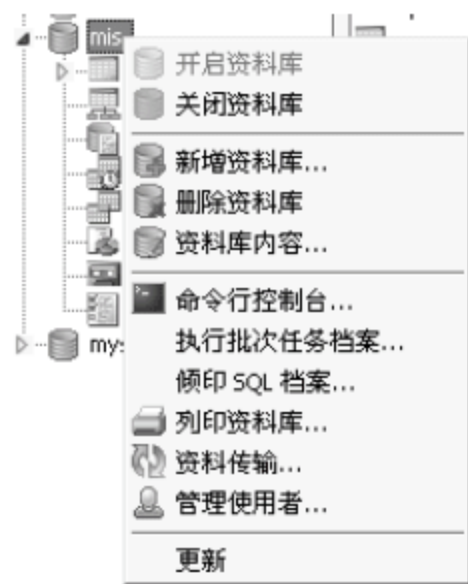 mis
开启资料库
关闭资料库
新增资料库...
删除资料库
资料库内容...
命令行控制台...
执行批次任务档案...
倾印 SQL 档案...
mys
列印资料库...
资料传输...
管理使用者...
更新